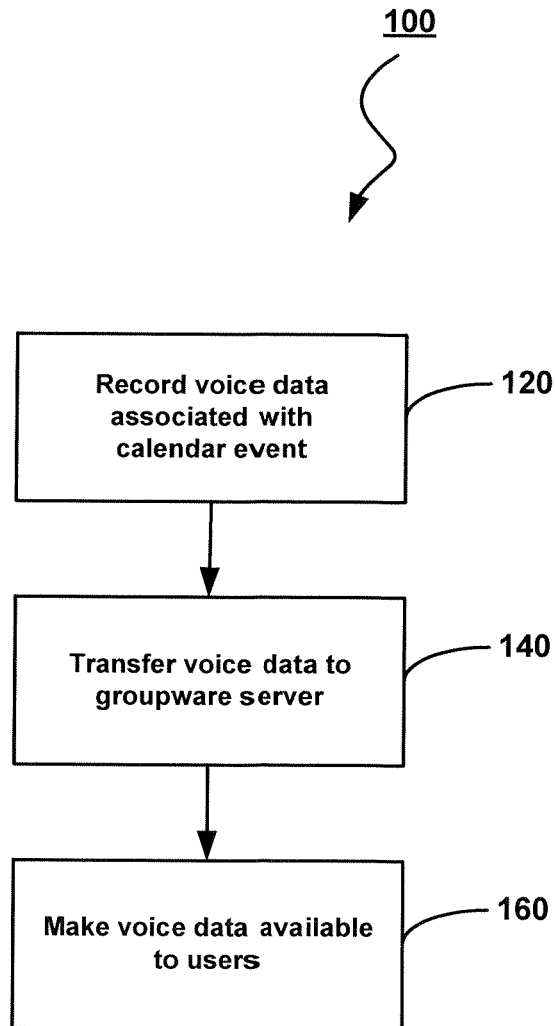 100
Record voice data
associated with
calendar event
120
Transfer voice data to
groupware server
140
Make voice data available
to users
160